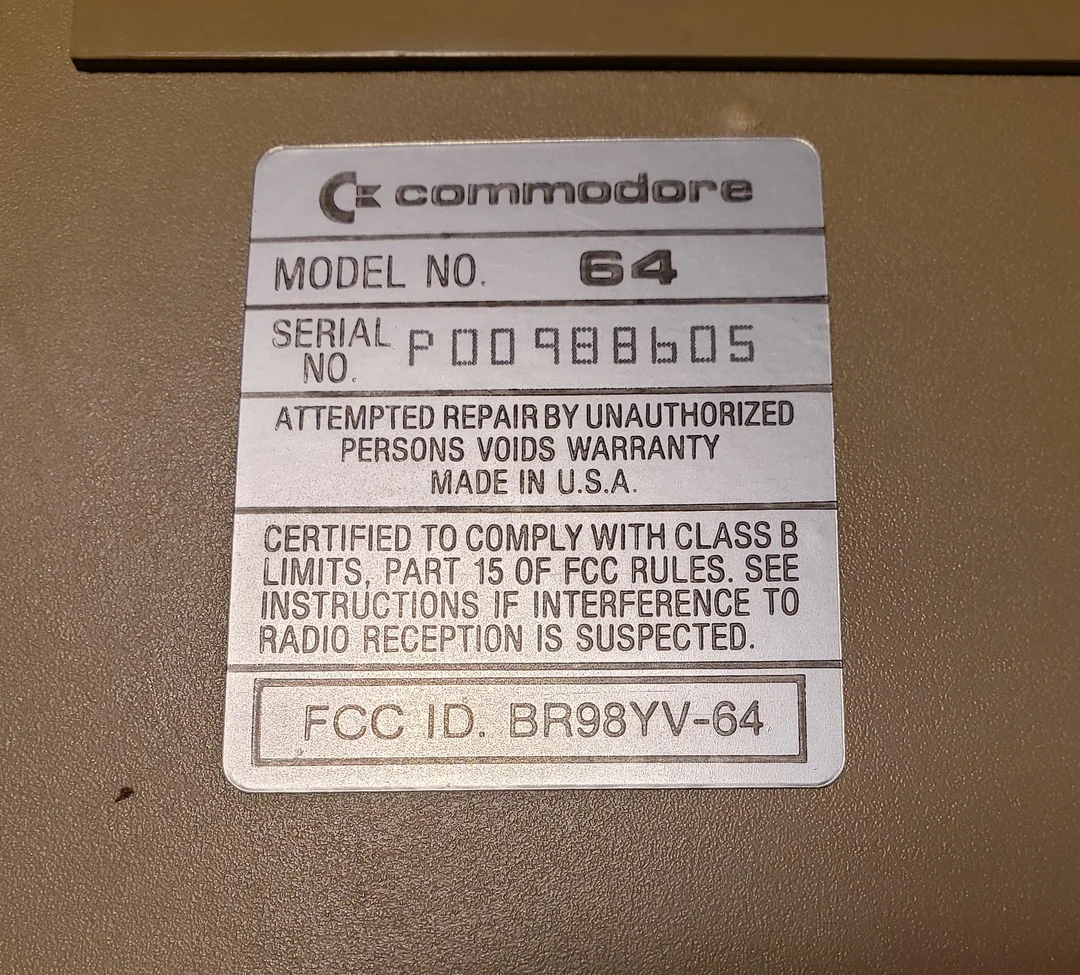 commodore
MODEL NO. 64
SERIAL NO. P00988605
ATTEMPTED REPAIR BY UNAUTHORIZED
PERSONS VOIDS WARRANTY
MADE IN U.S.A.
CERTIFIED TO COMPLY WITH CLASS B
LIMITS, PART 15 OF FCC RULES. SEE
INSTRUCTIONS IF INTERFERENCE TO
RADIO RECEPTION IS SUSPECTED.
FCC ID. BR98YV-64